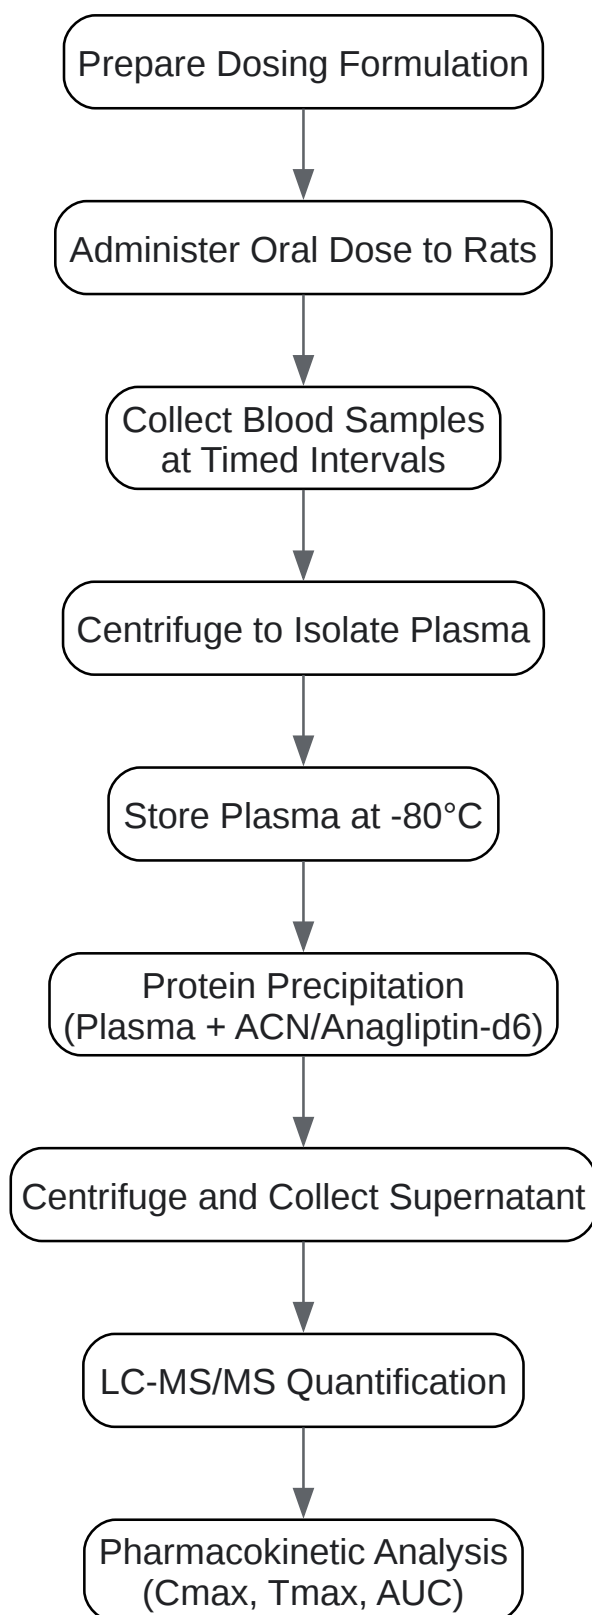 Prepare Dosing Formulation
Administer Oral Dose to Rats
Collect Blood Samples
at Timed Intervals
Centrifuge to Isolate Plasma
Store Plasma at -80°C
Protein Precipitation
(Plasma + ACN/Anagliptin-d6)
Centrifuge and Collect Supernatant
LC-MS/MS Quantification
Pharmacokinetic Analysis
(Cmax, Tmax, AUC)